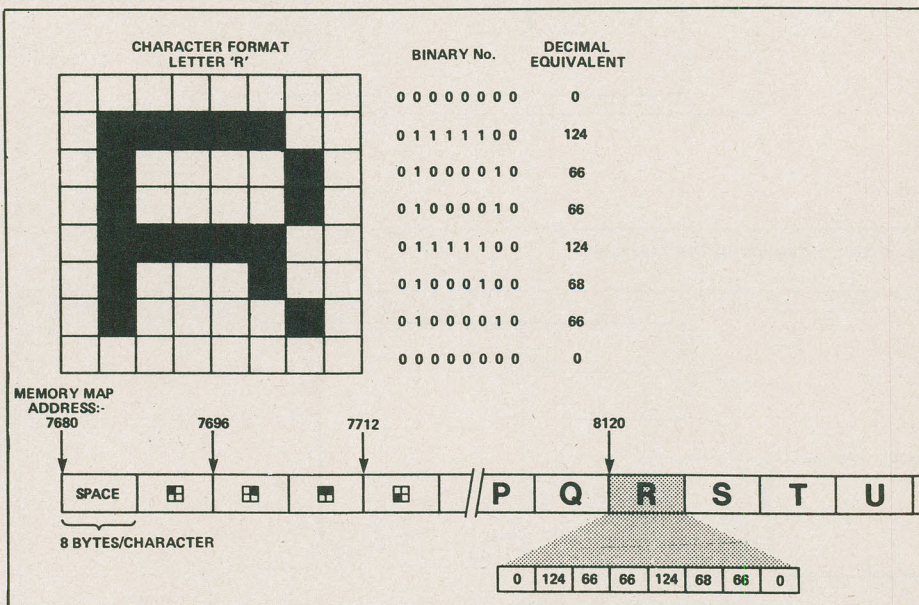 CHARACTER FORMAT
LETTER 'R'
BINARY No.
DECIMAL
EQUIVALENT
0 0 0 0 0 0 0 0 0
0 1 1 1 1 1 0 0 124
0 1 0 0 0 0 1 0 66
0 1 0 0 0 0 1 0 66
0 1 1 1 1 1 0 0 124
0 1 0 0 0 1 0 0 68
0 1 0 0 0 0 1 0 66
0 0 0 0 0 0 0 0 0
MEMORY MAP
ADDRESS:-
7680 7696 7712 8120
SPACE P Q R S T U
8 BYTES/CHARACTER
0 124 66 66 124 68 66 0